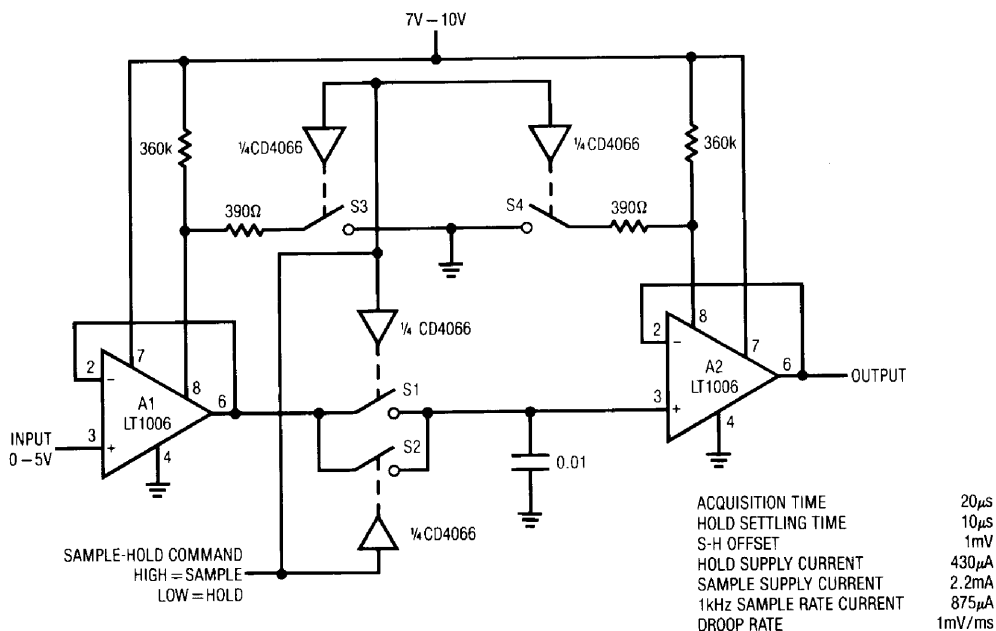 7V – 10V
360k
¼CD4066
¼CD4066
360k
390Ω
S3
S4
390Ω
¼ CD4066
2
7
8
6
A1
LT1006
INPUT
0 – 5V
3
4
S1
S2
0.01
2
8
7
6
A2
LT1006
OUTPUT
3
4
¼CD4066
SAMPLE-HOLD COMMAND
HIGH = SAMPLE
LOW = HOLD
ACQUISITION TIME 20µs
HOLD SETTLING TIME 10µs
S-H OFFSET 1mV
HOLD SUPPLY CURRENT 430µA
SAMPLE SUPPLY CURRENT 2.2mA
1kHz SAMPLE RATE CURRENT 875µA
DROOP RATE 1mV/ms